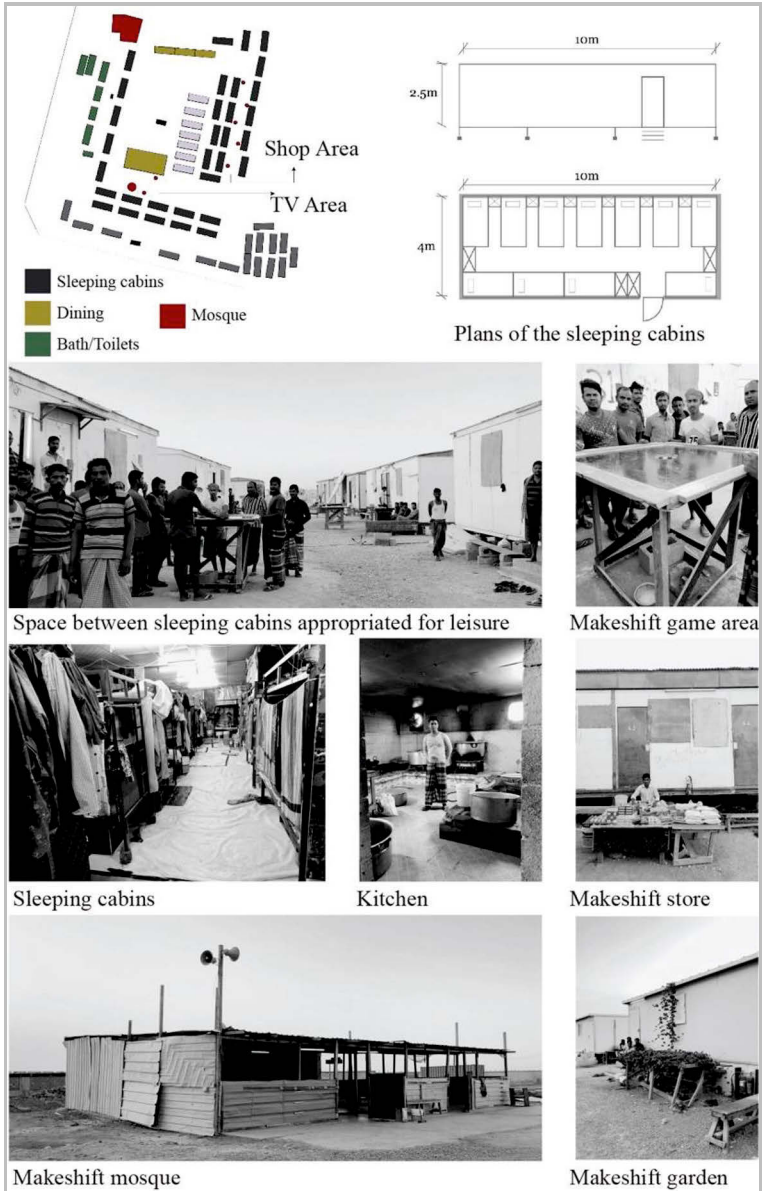 10m
2.5m
Shop Area
TV Area
10m
4m
Sleeping cabins
Dining
Mosque
Bath/Toilets
Plans of the sleeping cabins
Space between sleeping cabins appropriated for leisure
Makeshift game area
Sleeping cabins
Kitchen
Makeshift store
Makeshift mosque
Makeshift garden